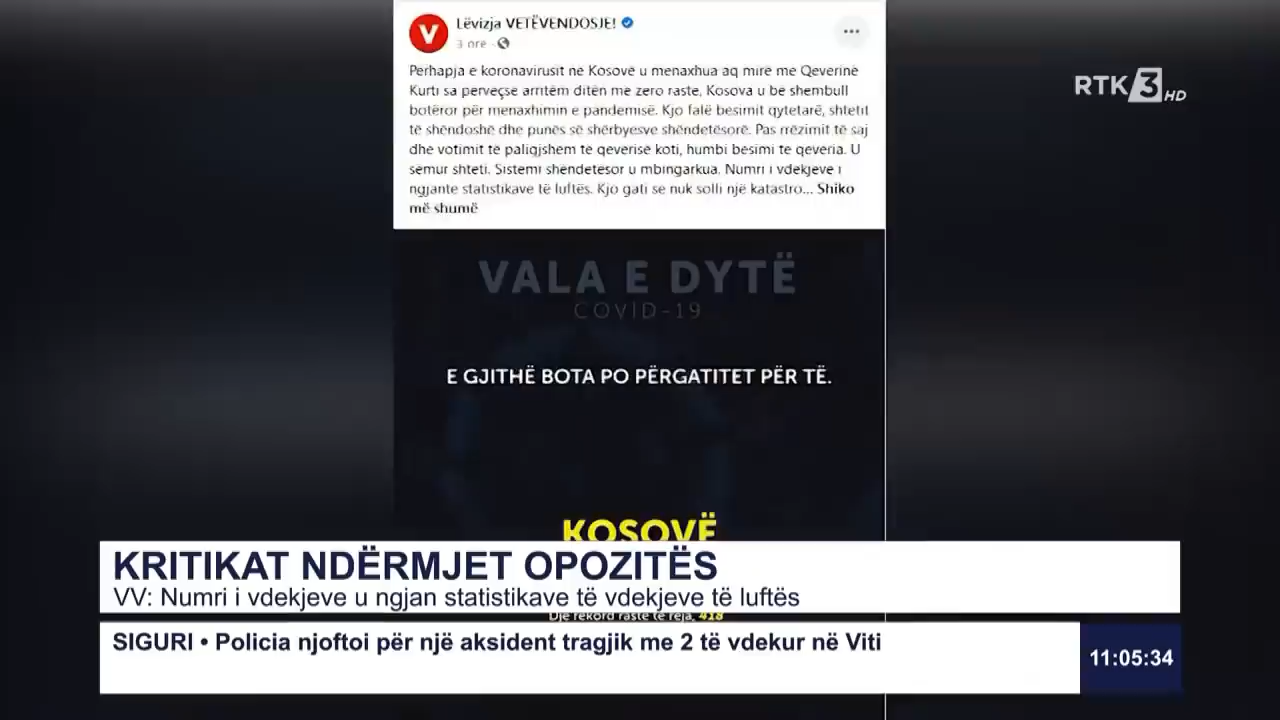 Lëvizja VETËVENDOSJE!
3 orë
Përhapja e koronavirusit në Kosovë u menaxhua aq mirë me Qeverinë
Kurti sa përveçse arritëm ditën me zero raste, Kosova u bë shembull
botëror për menaxhimin e pandemisë. Kjo falë besimit qytetarë, shtetit
të shëndoshë dhe punës së shërbyesve shëndetësorë. Pas rrëzimit të saj
dhe votimit të paligjshëm të qeverisë koti, humbi besimi te qeveria. U
sëmur shteti. Sistemi shëndetësor u mbingarkua. Numri i vdekjeve i
ngjante statistikave të luftës. Kjo gati se nuk solli një katastro... Shiko
më shumë
RTK 3 HD
VALA E DYTË
COVID-19
E GJITHË BOTA PO PËRGATITET PËR TË.
KOSOVË
KRITIKAT NDËRMJET OPOZITËS
VV: Numri i vdekjeve u ngjan statistikave të vdekjeve të luftës
Dje rekord raste të reja, 418
SIGURI • Policia njoftoi për një aksident tragjik me 2 të vdekur në Viti
11:05:34